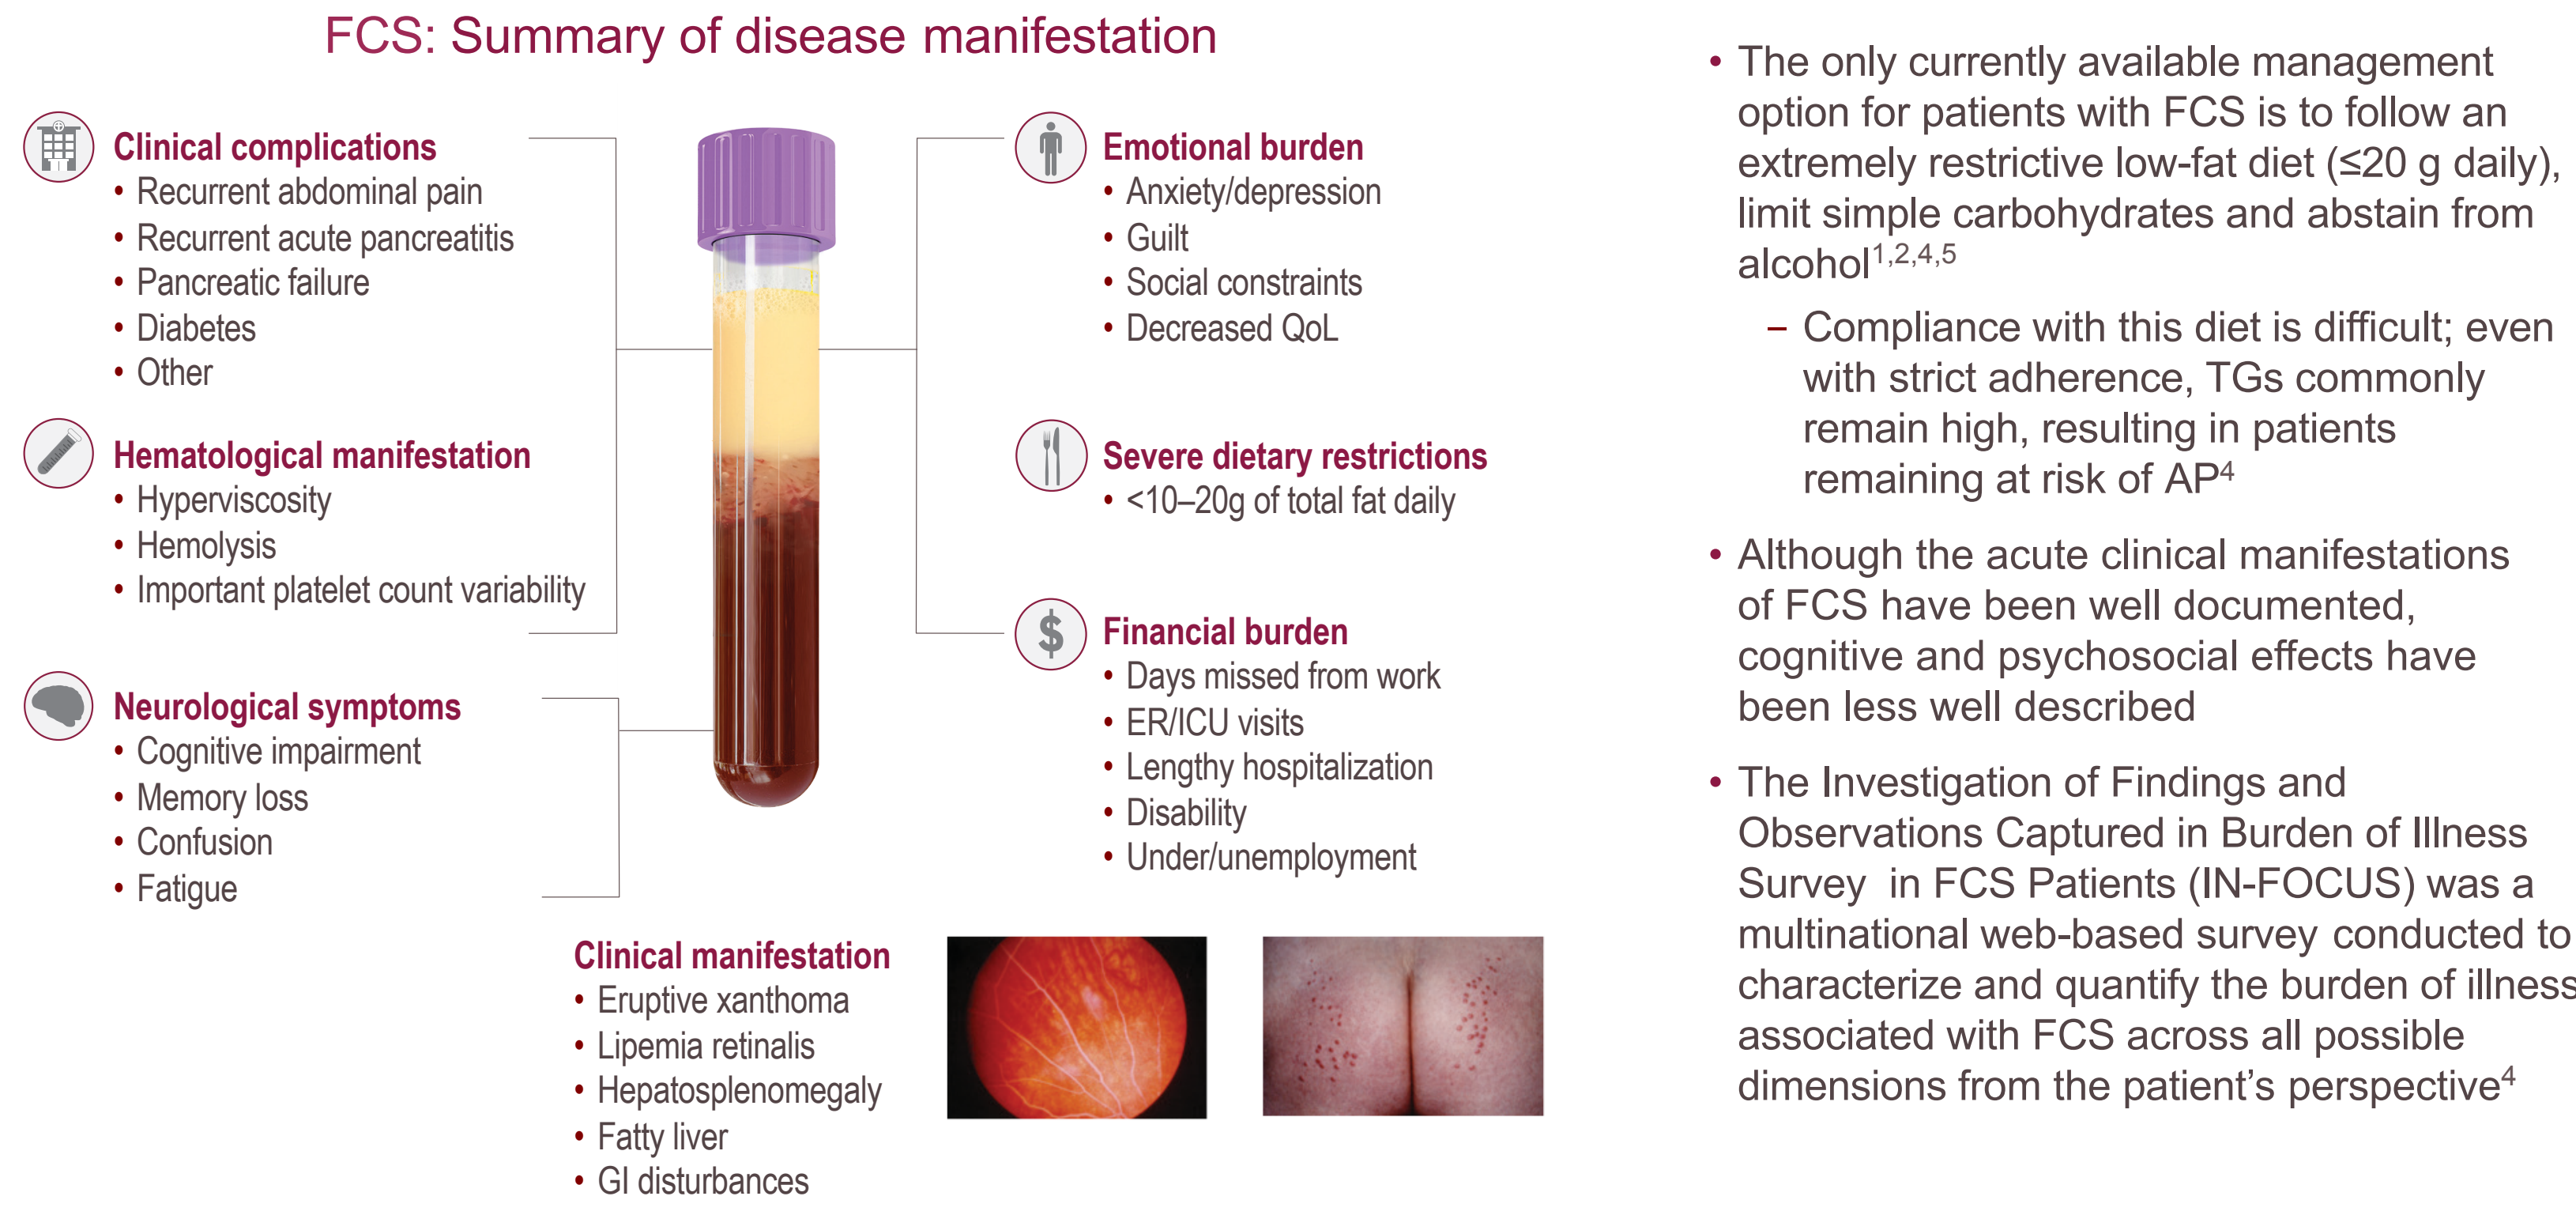 FCS: Summary of disease manifestation
Clinical complications
• Recurrent abdominal pain
• Recurrent acute pancreatitis
• Pancreatic failure
• Diabetes
• Other
Hematological manifestation
• Hyperviscosity
• Hemolysis
• Important platelet count variability
Neurological symptoms
• Cognitive impairment
• Memory loss
• Confusion
• Fatigue
Emotional burden
• Anxiety/depression
• Guilt
• Social constraints
• Decreased QoL
Severe dietary restrictions
• <10–20g of total fat daily
$
Financial burden
• Days missed from work
• ER/ICU visits
• Lengthy hospitalization
• Disability
• Under/unemployment
Clinical manifestation
• Eruptive xanthoma
• Lipemia retinalis
• Hepatosplenomegaly
• Fatty liver
• GI disturbances
• The only currently available management
option for patients with FCS is to follow an
extremely restrictive low-fat diet (≤20 g daily),
limit simple carbohydrates and abstain from
alcohol1,2,4,5
– Compliance with this diet is difficult; even
with strict adherence, TGs commonly
remain high, resulting in patients
remaining at risk of AP4
• Although the acute clinical manifestations
of FCS have been well documented,
cognitive and psychosocial effects have
been less well described
• The Investigation of Findings and
Observations Captured in Burden of Illness
Survey in FCS Patients (IN-FOCUS) was a
multinational web-based survey conducted to
characterize and quantify the burden of illness
associated with FCS across all possible
dimensions from the patient's perspective4